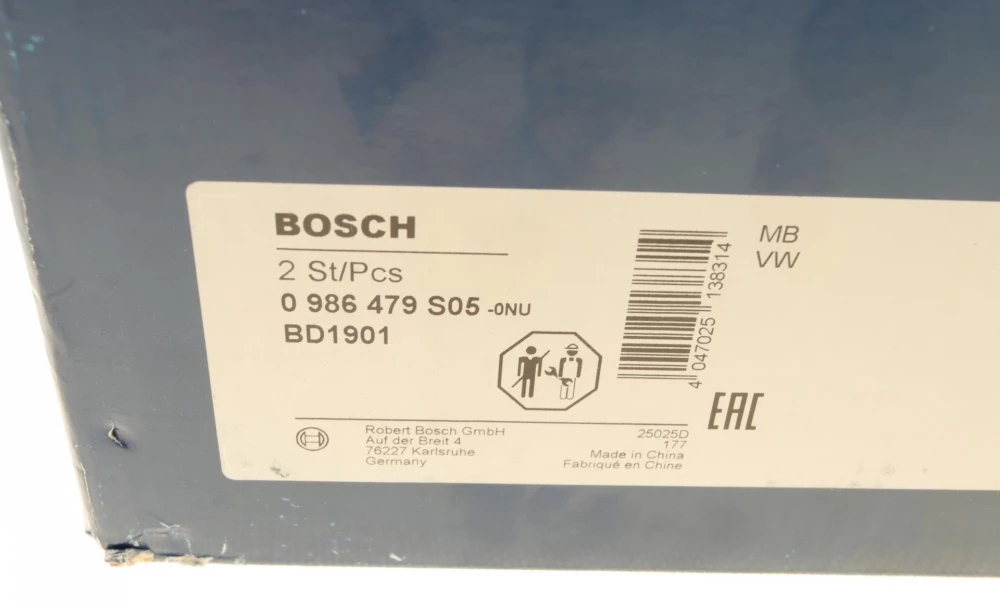 BOSCH
2 St/Pcs
0 986 479 S05 -0NU
BD1901
4 047025 138314
MB
VW
EAC
Robert Bosch GmbH
Auf der Breit 4
76227 Karlsruhe
Germany
25025D
177
Made in China
Fabriqué en Chine